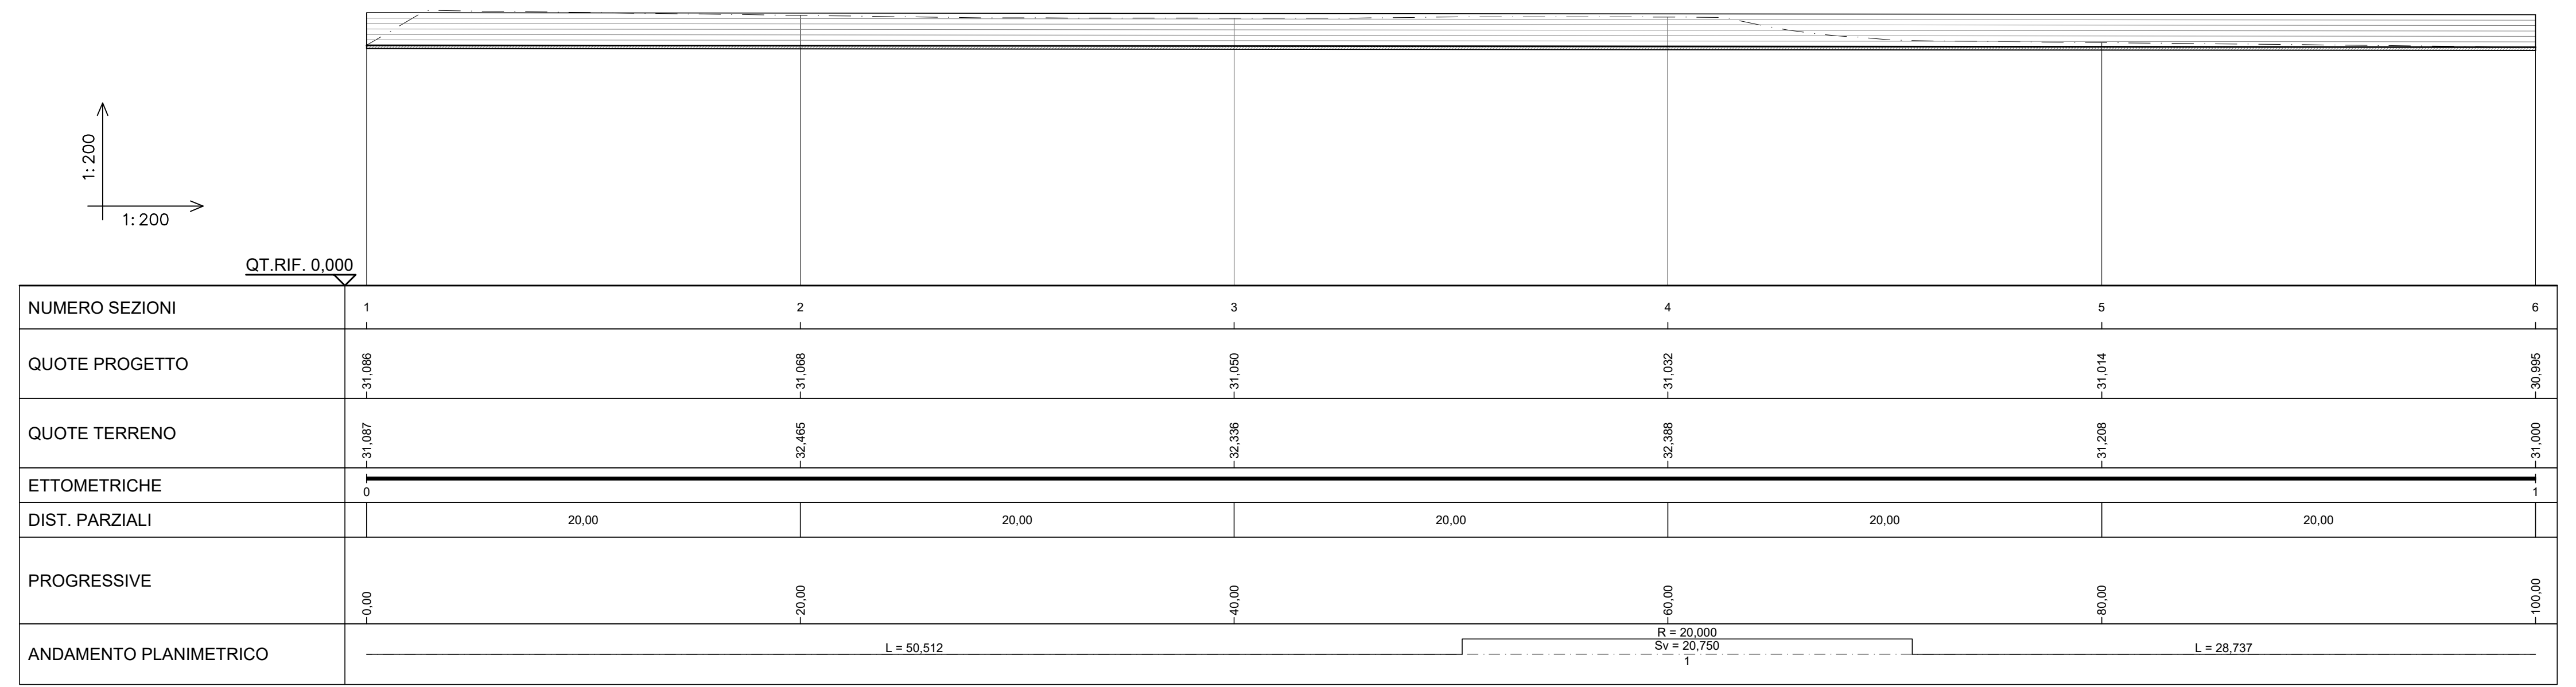 1:200
1:200
QT.RIF. 0,000
NUMERO SEZIONI 1 2 3 4 5 6
QUOTE PROGETTO 31,086 31,068 31,050 31,032 31,014 30,995
QUOTE TERRENO 31,087 32,465 32,336 32,388 31,208 31,000
ETTOMETRICHE 0 1
DIST. PARZIALI 20,00 20,00 20,00 20,00 20,00
PROGRESSIVE 0,00 20,00 40,00 60,00 80,00 100,00
R = 20,000
ANDAMENTO PLANIMETRICO L = 50,512 Sv = 20,750 L = 28,737
1